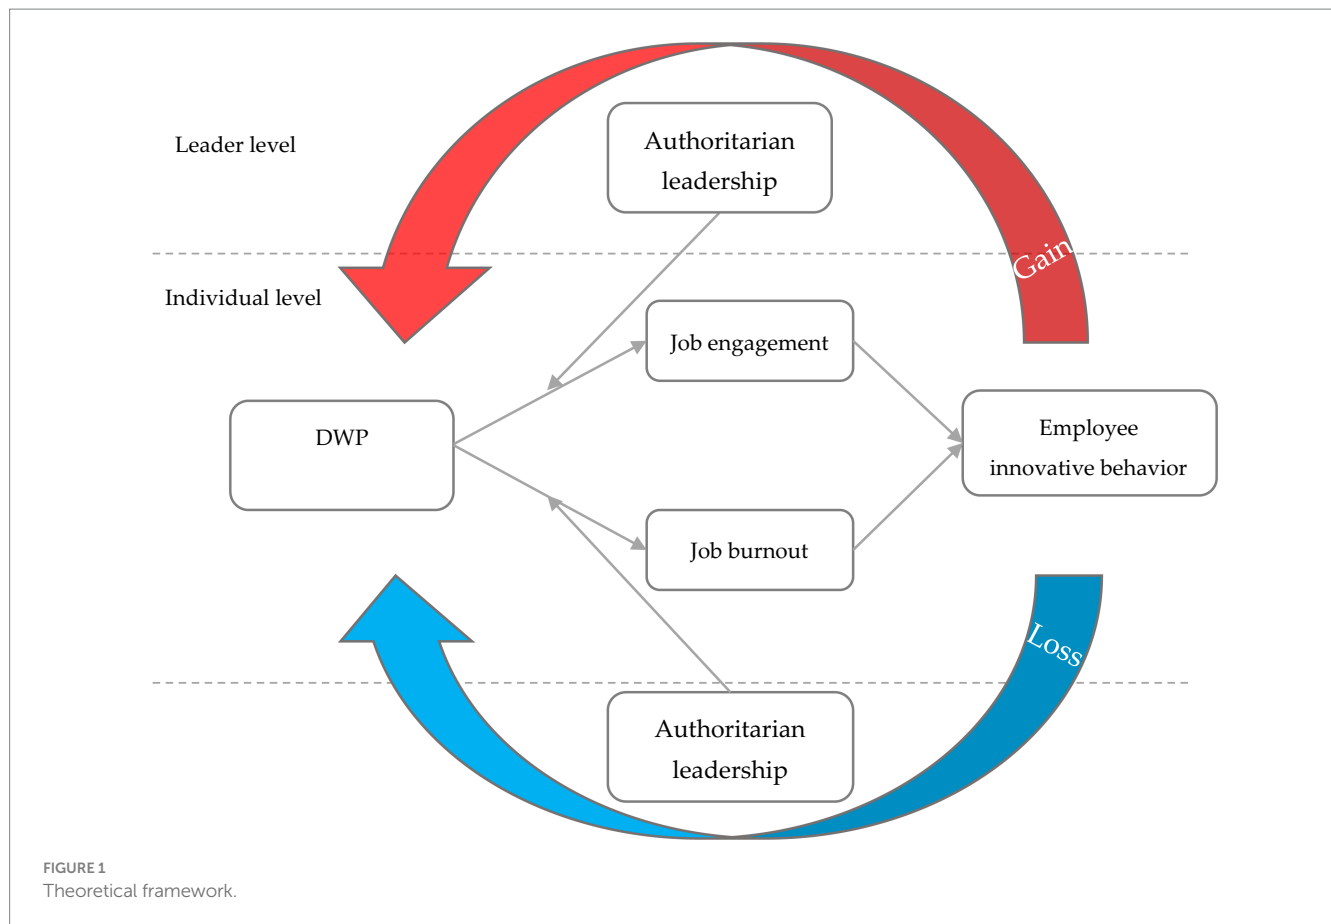 Leader level
Authoritarian
leadership
Gain
Individual level
Job engagement
DWP
Employee
innovative behavior
Job burnout
Loss
Authoritarian
leadership
FIGURE 1
Theoretical framework.